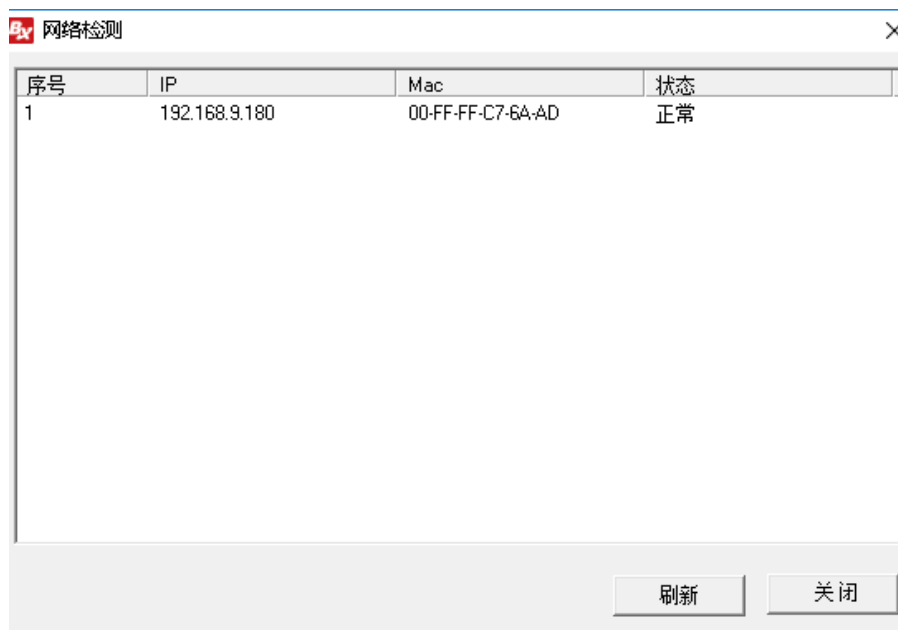 BX 网络检测
序号 IP Mac 状态
1 192.168.9.180 00-FF-FF-C7-6A-AD 正常
刷新 关闭